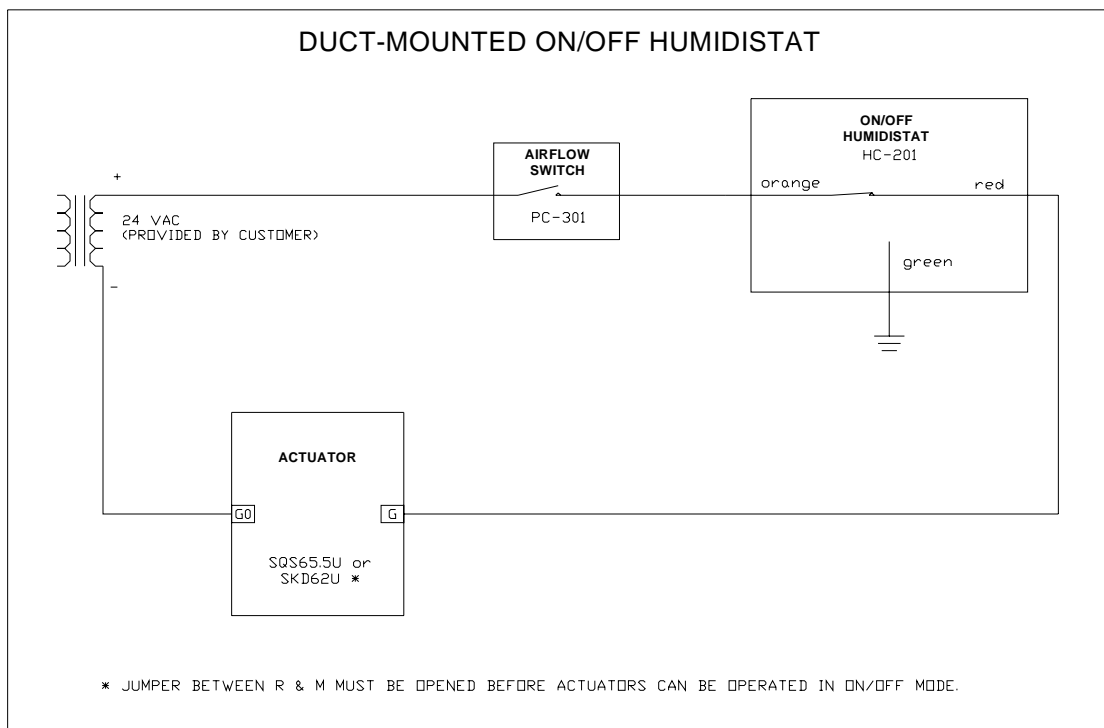 DUCT-MOUNTED ON/OFF HUMIDISTAT
ON/OFF
HUMIDISTAT
HC-201
AIRFLOW
SWITCH
PC-301
orange
red
green
+
24 VAC
(PROVIDED BY CUSTOMER)
-
ACTUATOR
G0
G
SQS65.5U or
SKD62U *
* JUMPER BETWEEN R & M MUST BE OPENED BEFORE ACTUATORS CAN BE OPERATED IN ON/OFF MODE.